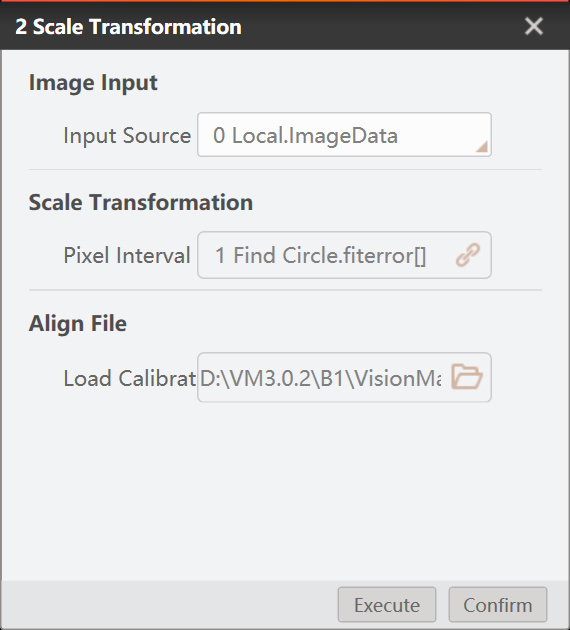 2 Scale Transformation
Image Input
Input Source 0 Local.ImageData
Scale Transformation
Pixel Interval 1 Find Circle.fiterror[]
Align File
Load Calibrat D:\VM3.0.2\B1\VisionMa
Execute Confirm